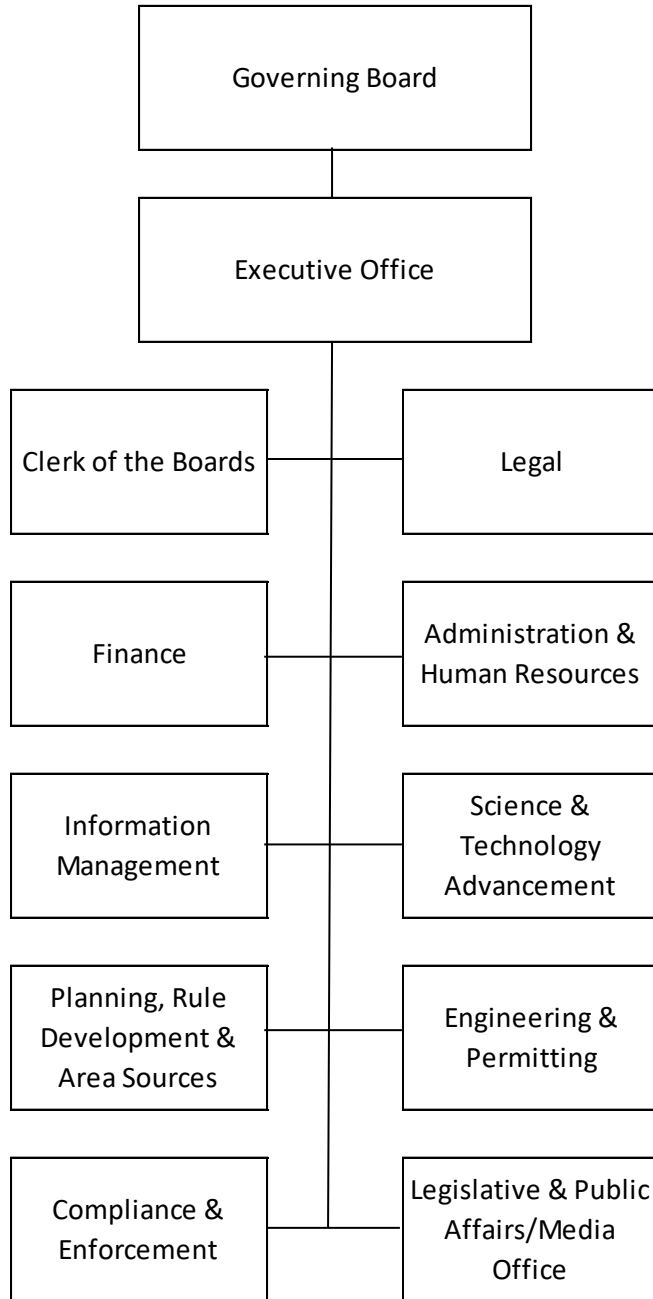 Governing Board
Executive Office
Clerk of the Boards
Legal
Finance
Administration &
Human Resources
Information
Management
Science &
Technology
Advancement
Planning, Rule
Development &
Area Sources
Engineering &
Permitting
Compliance &
Enforcement
Legislative & Public
Affairs/Media
Office